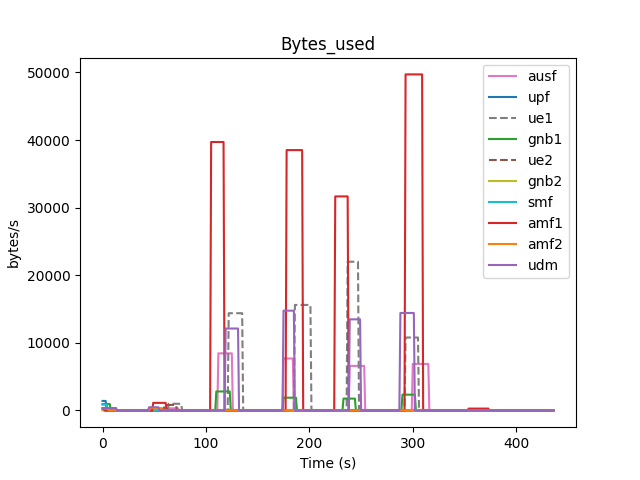 Bytes_used
50000
40000
30000
20000
10000
0
bytes/s
0 100 200 300 400
Time (s)
ausf
upf
ue1
gnb1
ue2
gnb2
smf
amf1
amf2
udm